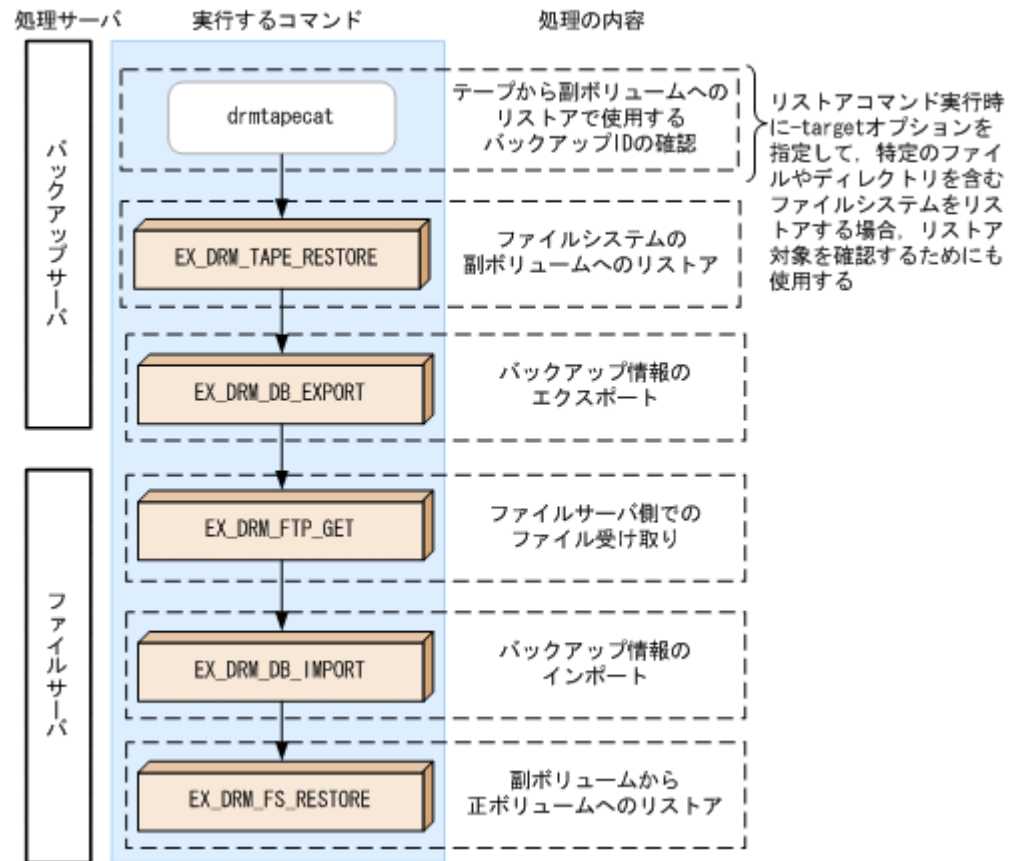 処理サーバ 実行するコマンド 処理の内容
バックアップサーバ
drmtapecat
テープから副ボリュームへの
リストアで使用する
バックアップIDの確認
リストアコマンド実行時
に-targetオプションを
指定して，特定のファイ
ルやディレクトリを含む
ファイルシステムをリス
トアする場合，リストア
対象を確認するためにも
使用する
EX_DRM_TAPE_RESTORE
ファイルシステムの
副ボリュームへのリストア
EX_DRM_DB_EXPORT
バックアップ情報の
エクスポート
ファイルサーバ
EX_DRM_FTP_GET
ファイルサーバ側での
ファイル受け取り
EX_DRM_DB_IMPORT
バックアップ情報の
インポート
EX_DRM_FS_RESTORE
副ボリュームから
正ボリュームへのリストア